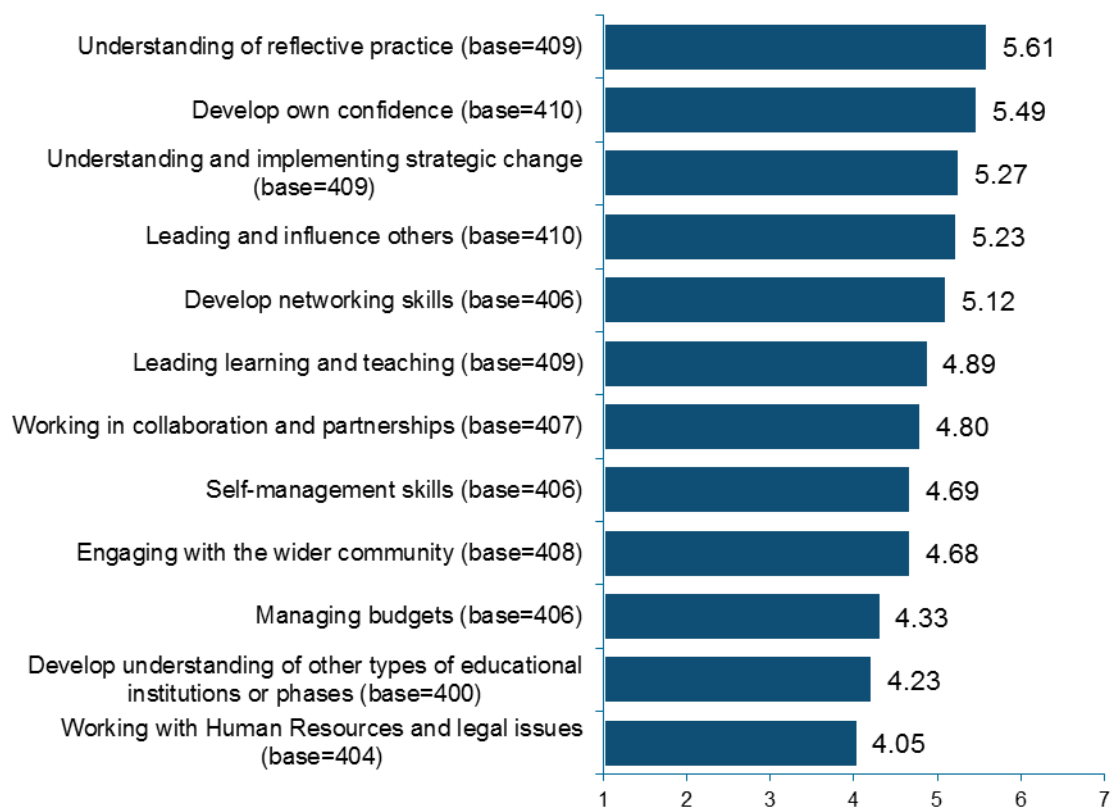 Understanding of reflective practice (base=409)
5.61
Develop own confidence (base=410)
5.49
Understanding and implementing strategic change
(base=409)
5.27
Leading and influence others (base=410)
5.23
Develop networking skills (base=406)
5.12
Leading learning and teaching (base=409)
4.89
Working in collaboration and partnerships (base=407)
4.80
Self-management skills (base=406)
4.69
Engaging with the wider community (base=408)
4.68
Managing budgets (base=406)
4.33
Develop understanding of other types of educational
institutions or phases (base=400)
4.23
Working with Human Resources and legal issues
(base=404)
4.05
1 2 3 4 5 6 7